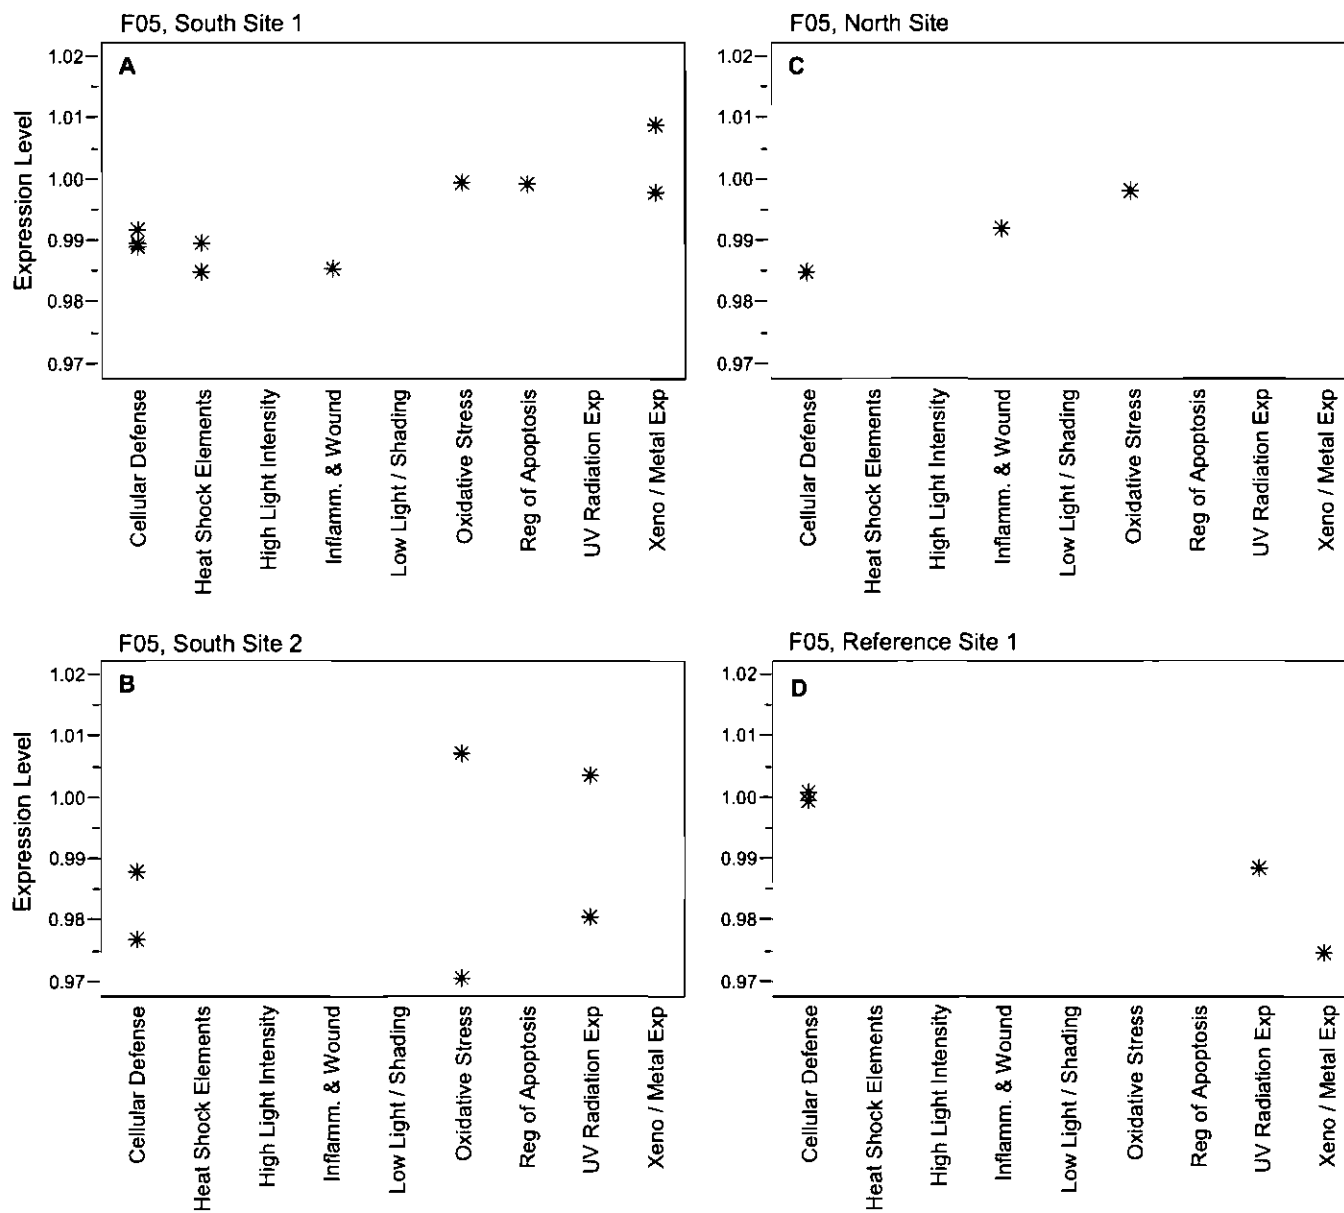 F05, South Site 1
A
Expression Level
1.02
1.01
1.00
0.99
0.98
0.97
Cellular Defense
Heat Shock Elements
High Light Intensity
Inflamm. & Wound
Low Light / Shading
Oxidative Stress
Reg of Apoptosis
UV Radiation Exp
Xeno / Metal Exp
F05, North Site
C
1.02
1.01
1.00
0.99
0.98
0.97
Cellular Defense
Heat Shock Elements
High Light Intensity
Inflamm. & Wound
Low Light / Shading
Oxidative Stress
Reg of Apoptosis
UV Radiation Exp
Xeno / Metal Exp
F05, South Site 2
B
Expression Level
1.02
1.01
1.00
0.99
0.98
0.97
Cellular Defense
Heat Shock Elements
High Light Intensity
Inflamm. & Wound
Low Light / Shading
Oxidative Stress
Reg of Apoptosis
UV Radiation Exp
Xeno / Metal Exp
F05, Reference Site 1
D
1.02
1.01
1.00
0.99
0.98
0.97
Cellular Defense
Heat Shock Elements
High Light Intensity
Inflamm. & Wound
Low Light / Shading
Oxidative Stress
Reg of Apoptosis
UV Radiation Exp
Xeno / Metal Exp